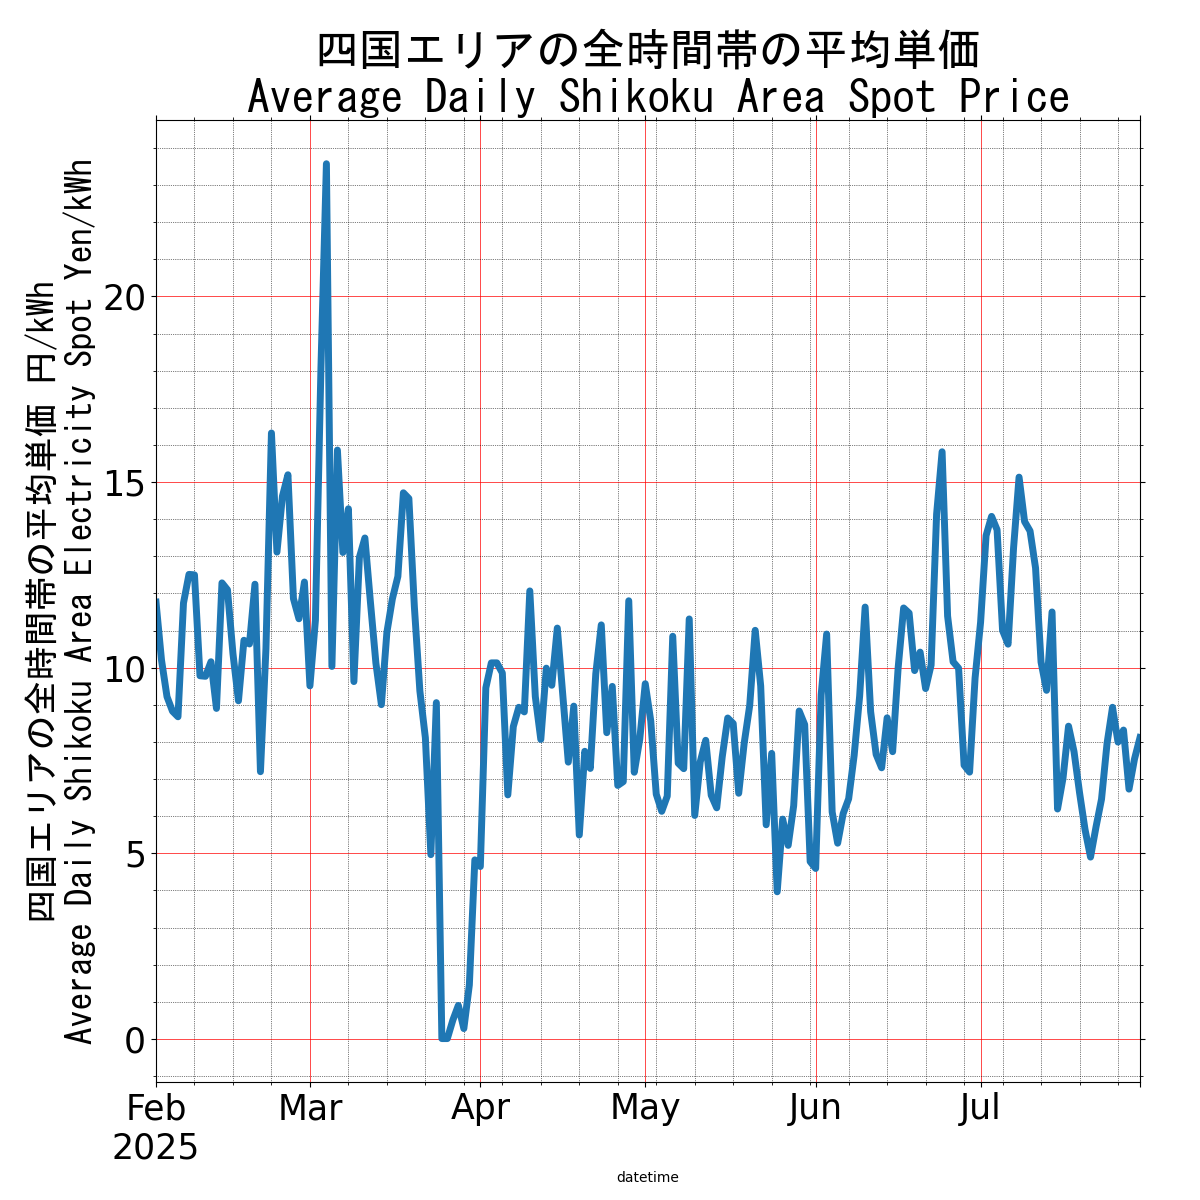 四国エリアの全時間帯の平均単価
Average Daily Shikoku Area Spot Price
四国エリアの全時間帯の平均単価 円/kWh
Average Daily Shikoku Area Electricity Spot Yen/kWh
20
15
10
5
0
Feb
2025
Mar
Apr
May
Jun
Jul
datetime